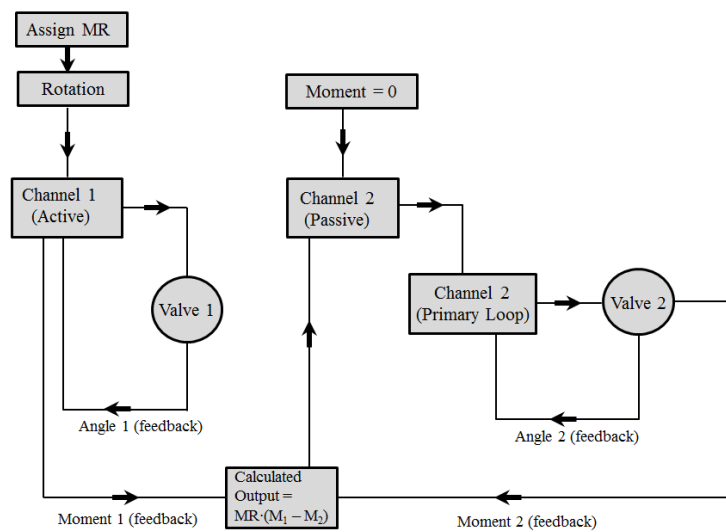 Assign MR
Rotation
Moment = 0
Channel 1
(Active)
Channel 2
(Passive)
Channel 2
(Primary Loop)
Valve 1
Valve 2
Angle 1 (feedback)
Angle 2 (feedback)
Calculated
Output =
MR·(M₁ − M₂)
Moment 1 (feedback)
Moment 2 (feedback)